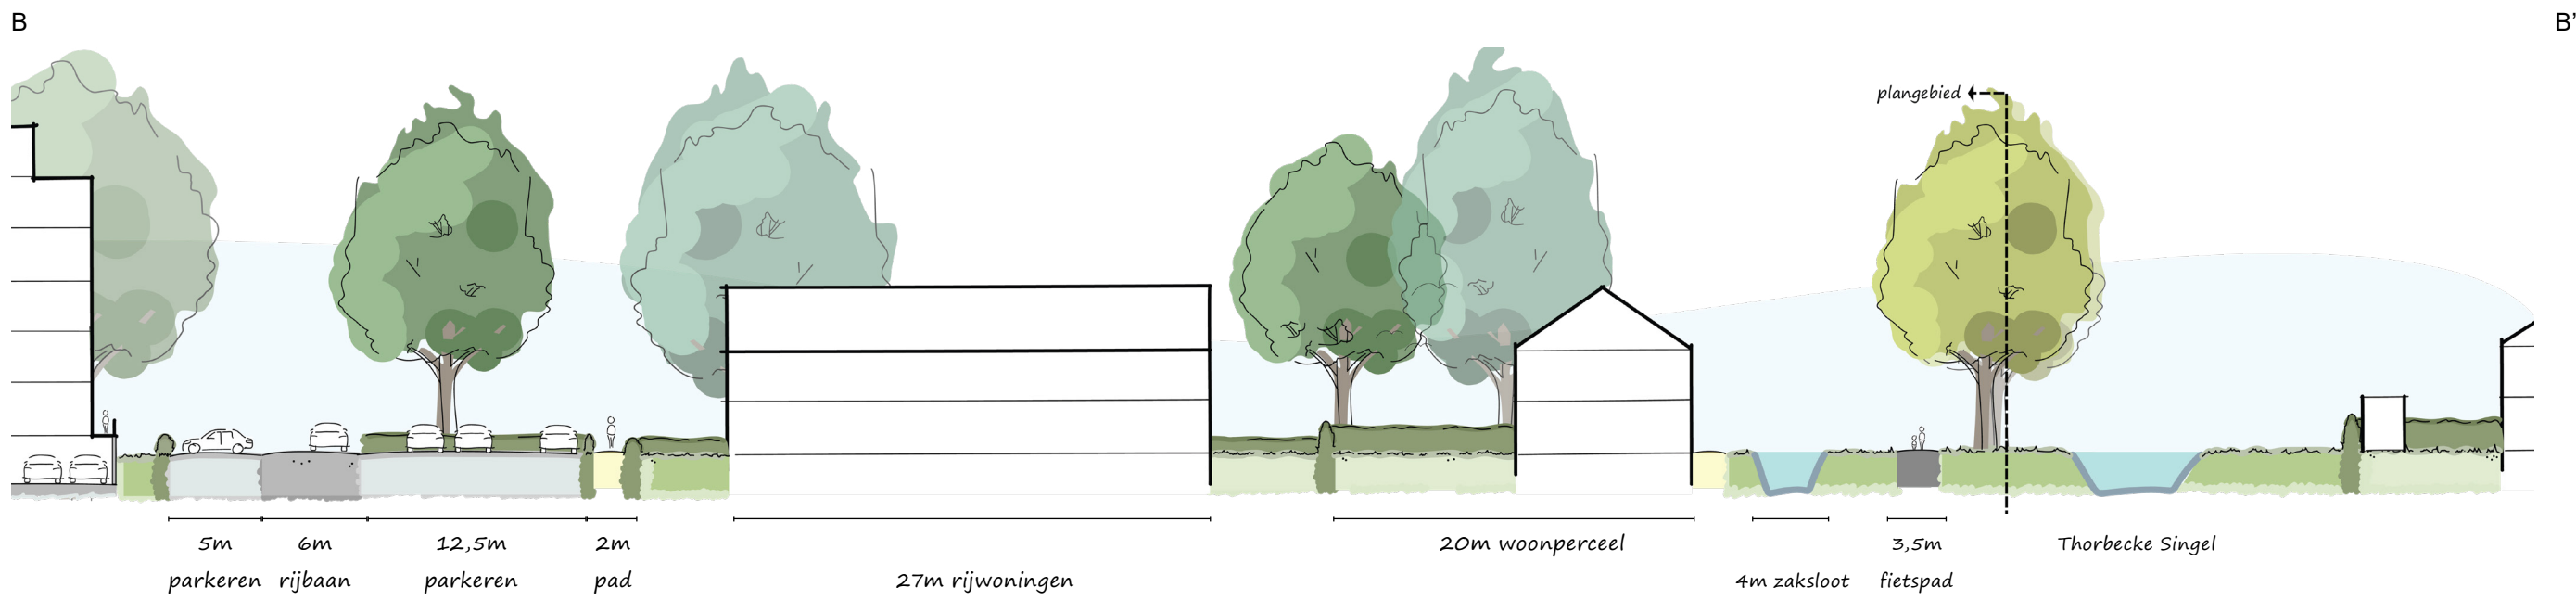 B
B'
plangebied
5m
parkeren
6m
rijbaan
12,5m
parkeren
2m
pad
27m rijwoningen
20m woonperceel
4m zaksloot
3,5m
fietspad
Thorbecke Singel